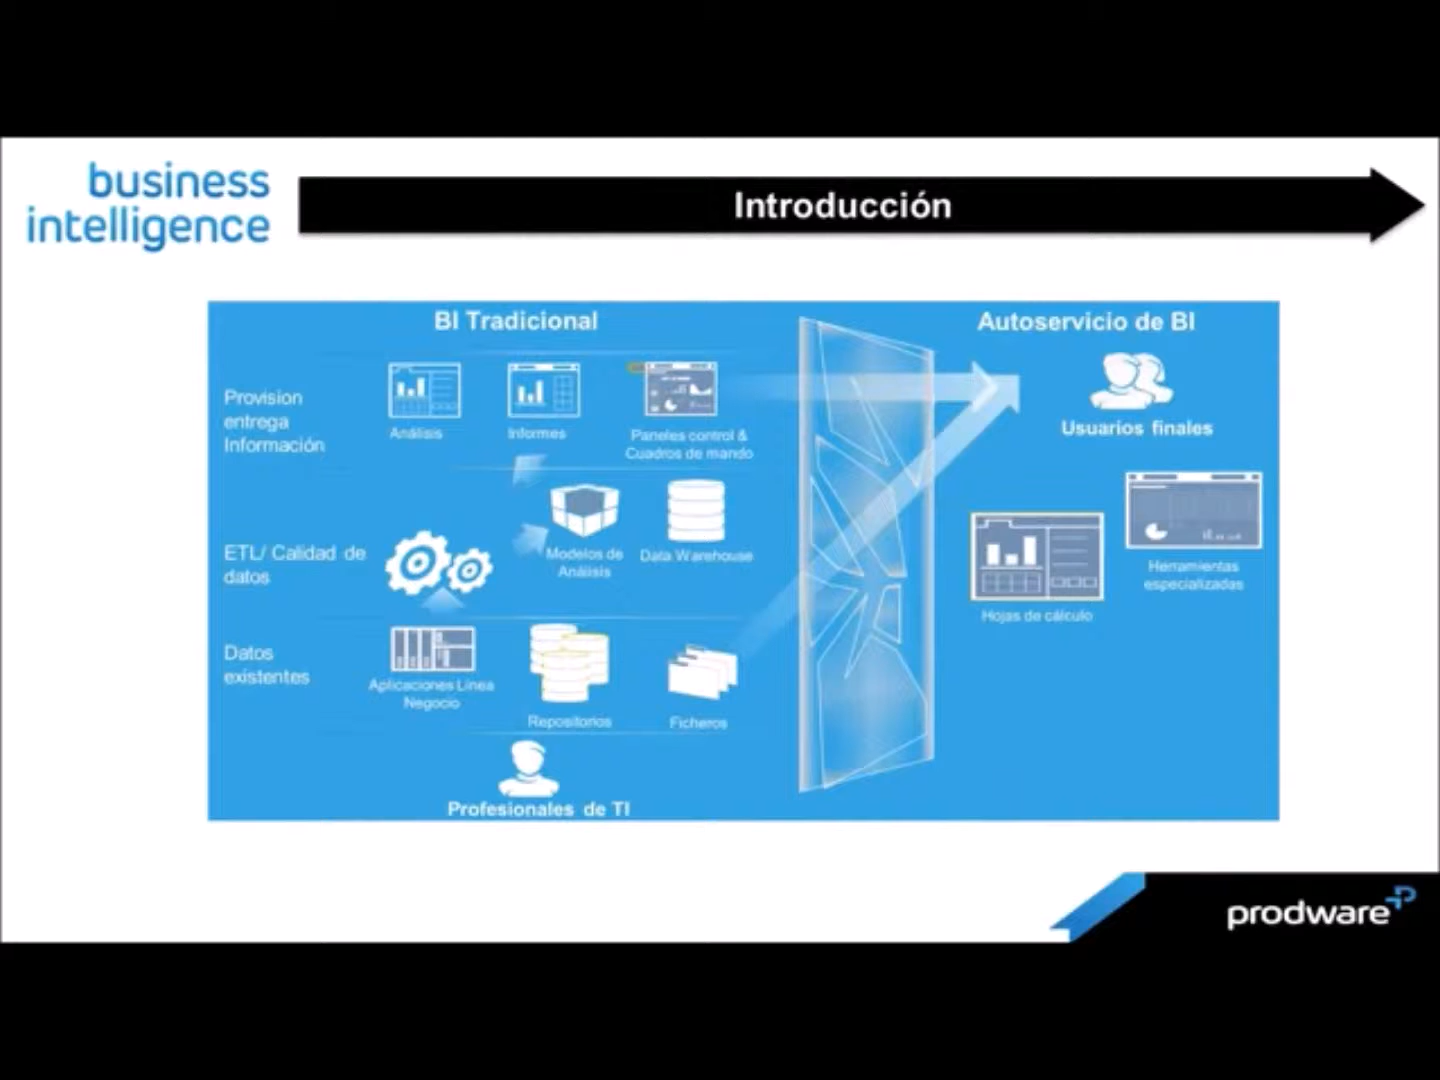 business
intelligence
Introducción
BI Tradicional
Autoservicio de BI
Provision
entrega
Información
Análisis
Informes
Paneles control &
Cuadros de mando
Usuarios finales
ETL/ Calidad de
datos
Modelos de
Análisis
Data Warehouse
Herramientas
especializadas
Hojas de cálculo
Datos
existentes
Aplicaciones Línea
Negocio
Repositorios
Ficheros
Profesionales de TI
prodware